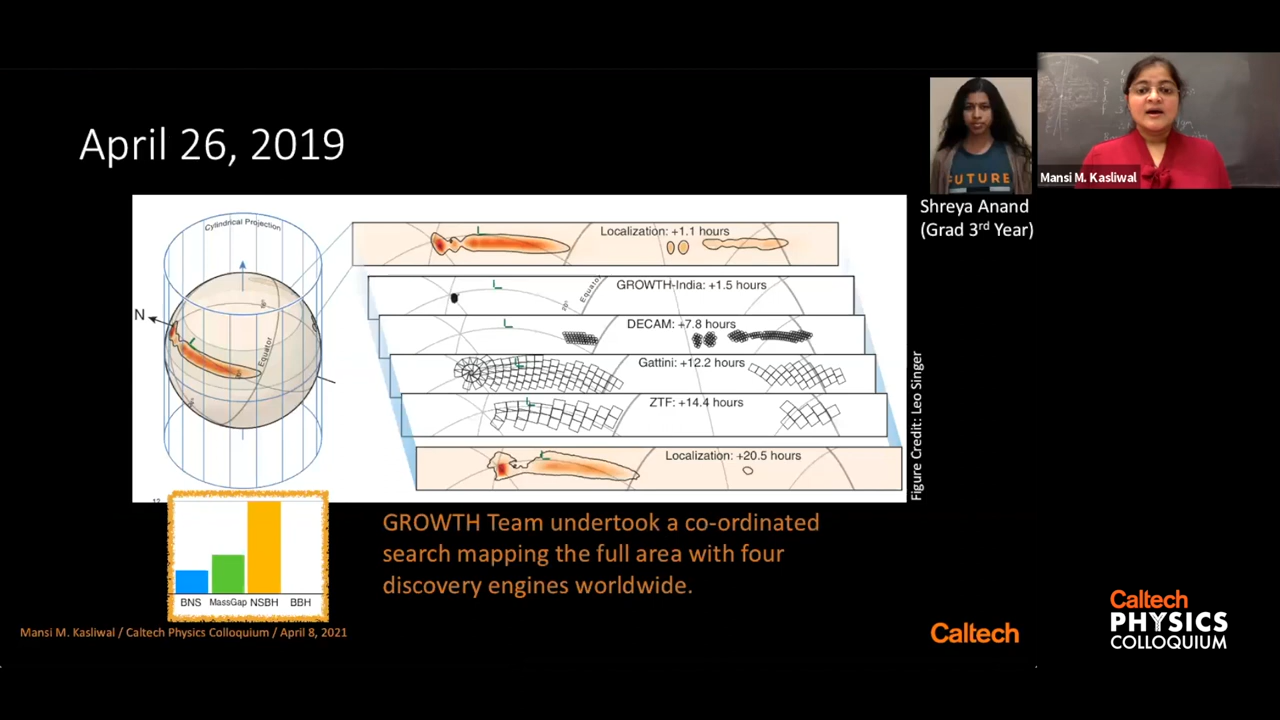 April 26, 2019
FUTURE
Mansi M. Kasliwal
Shreya Anand
(Grad 3rd Year)
Cylindrical Projection
N
Equator
Localization: +1.1 hours
GROWTH-India: +1.5 hours
Equator
DECAM: +7.8 hours
Gattini: +12.2 hours
ZTF: +14.4 hours
Localization: +20.5 hours
Figure Credit: Leo Singer
12
BNS MassGap NSBH BBH
GROWTH Team undertook a co-ordinated
search mapping the full area with four
discovery engines worldwide.
Mansi M. Kasliwal / Caltech Physics Colloquium / April 8, 2021
Caltech
Caltech
PHYSICS
COLLOQUIUM